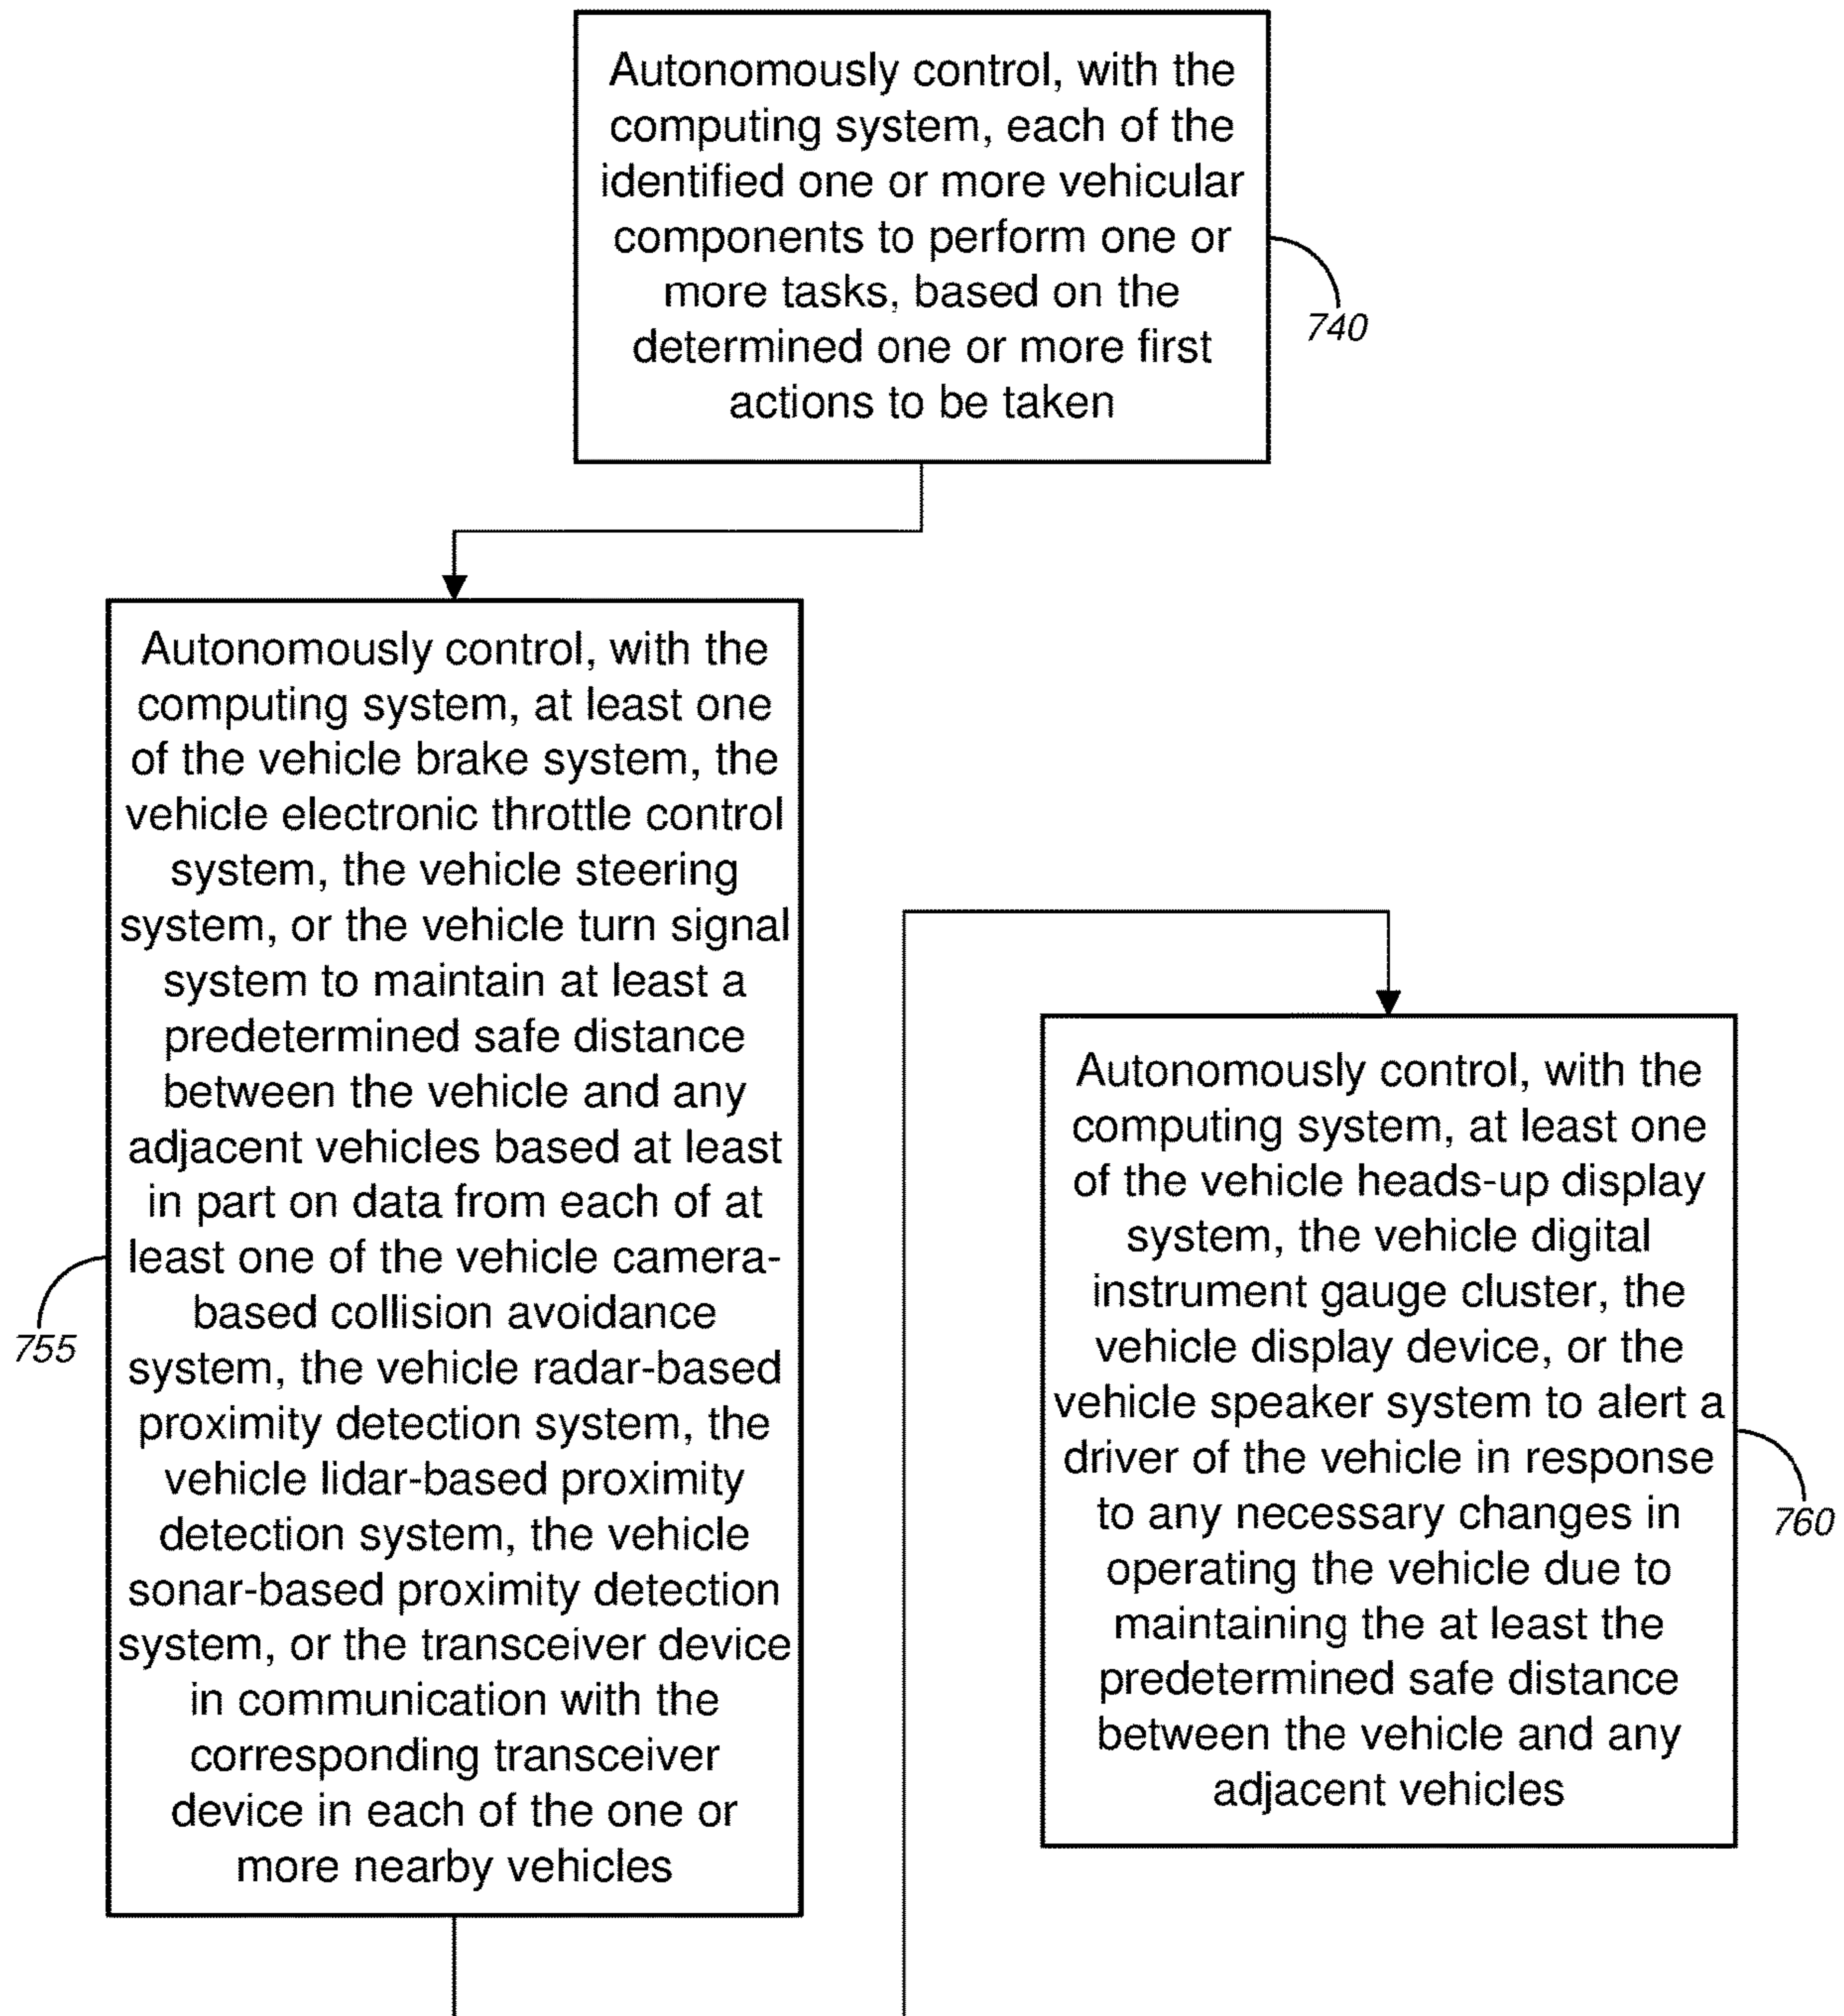 Autonomously control, with the
computing system, each of the
identified one or more vehicular
components to perform one or
more tasks, based on the
determined one or more first
actions to be taken
740
Autonomously control, with the
computing system, at least one
of the vehicle brake system, the
vehicle electronic throttle control
system, the vehicle steering
system, or the vehicle turn signal
system to maintain at least a
predetermined safe distance
between the vehicle and any
adjacent vehicles based at least
in part on data from each of at
least one of the vehicle camera-
based collision avoidance
system, the vehicle radar-based
proximity detection system, the
vehicle lidar-based proximity
detection system, the vehicle
sonar-based proximity detection
system, or the transceiver device
in communication with the
corresponding transceiver
device in each of the one or
more nearby vehicles
755
Autonomously control, with the
computing system, at least one
of the vehicle heads-up display
system, the vehicle digital
instrument gauge cluster, the
vehicle display device, or the
vehicle speaker system to alert a
driver of the vehicle in response
to any necessary changes in
operating the vehicle due to
maintaining the at least the
predetermined safe distance
between the vehicle and any
adjacent vehicles
760